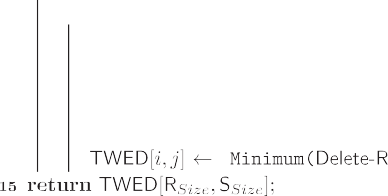 TWED[i, j] ← Minimum(Delete-R
15 return TWED[R_Size, S_Size];